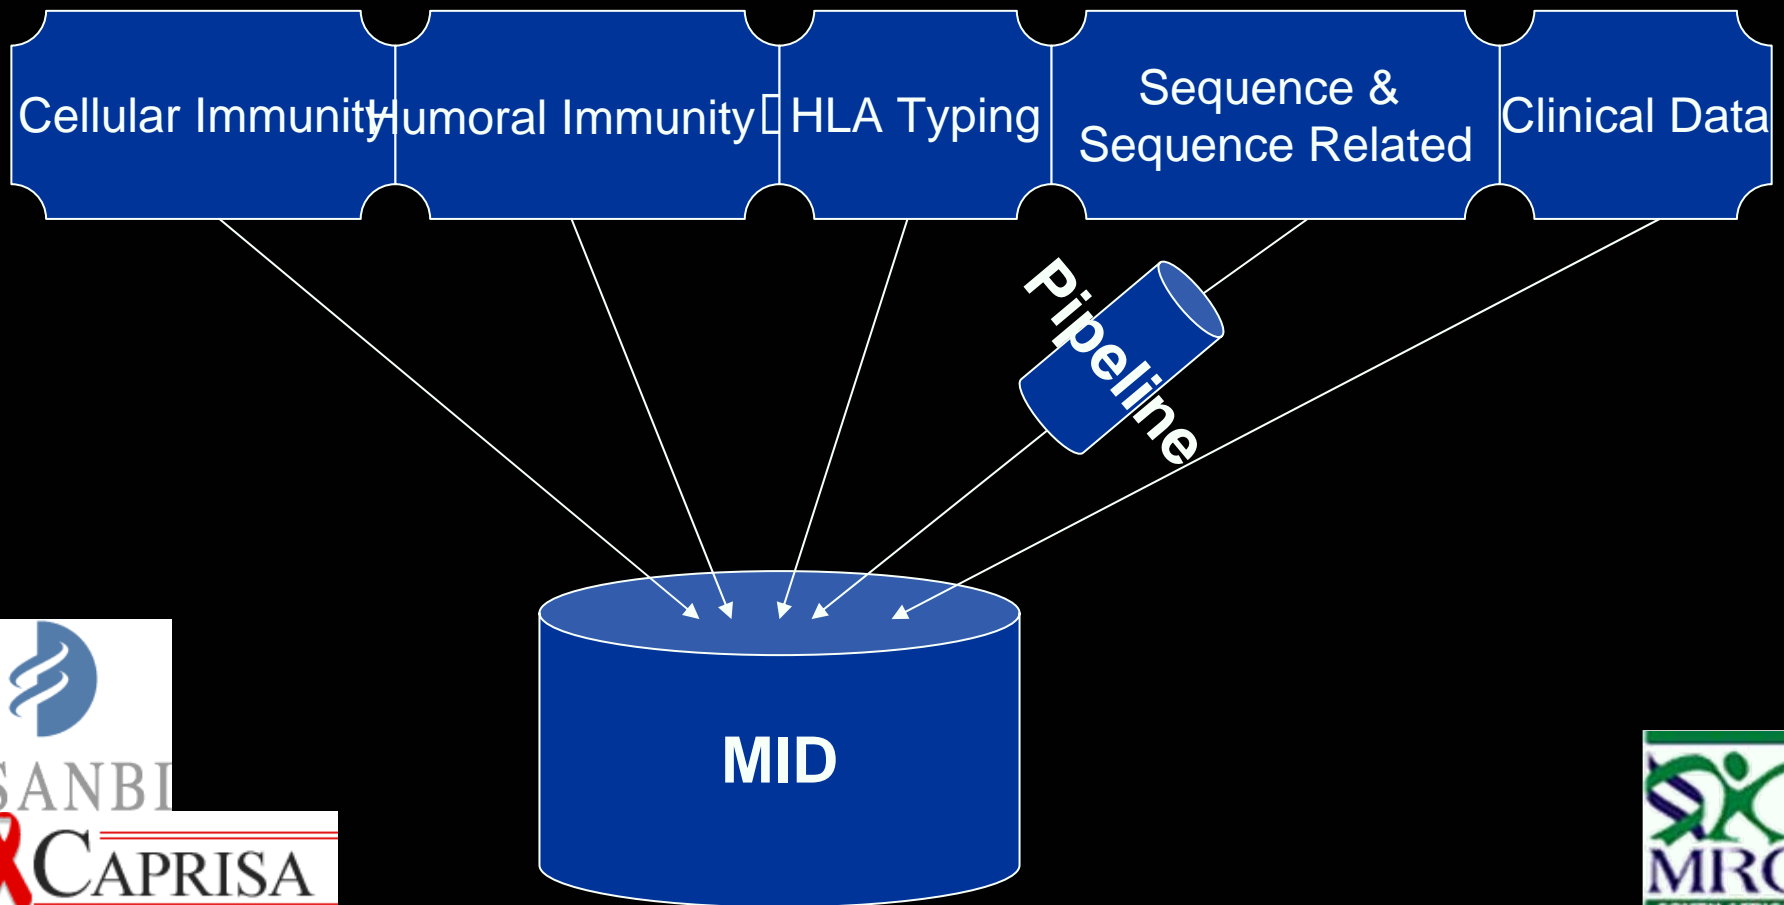 Cellular Immunity
Humoral Immunity
HLA Typing
Sequence &
Sequence Related
Clinical Data
Pipeline
MID
SANBI
CAPRISA
MRC